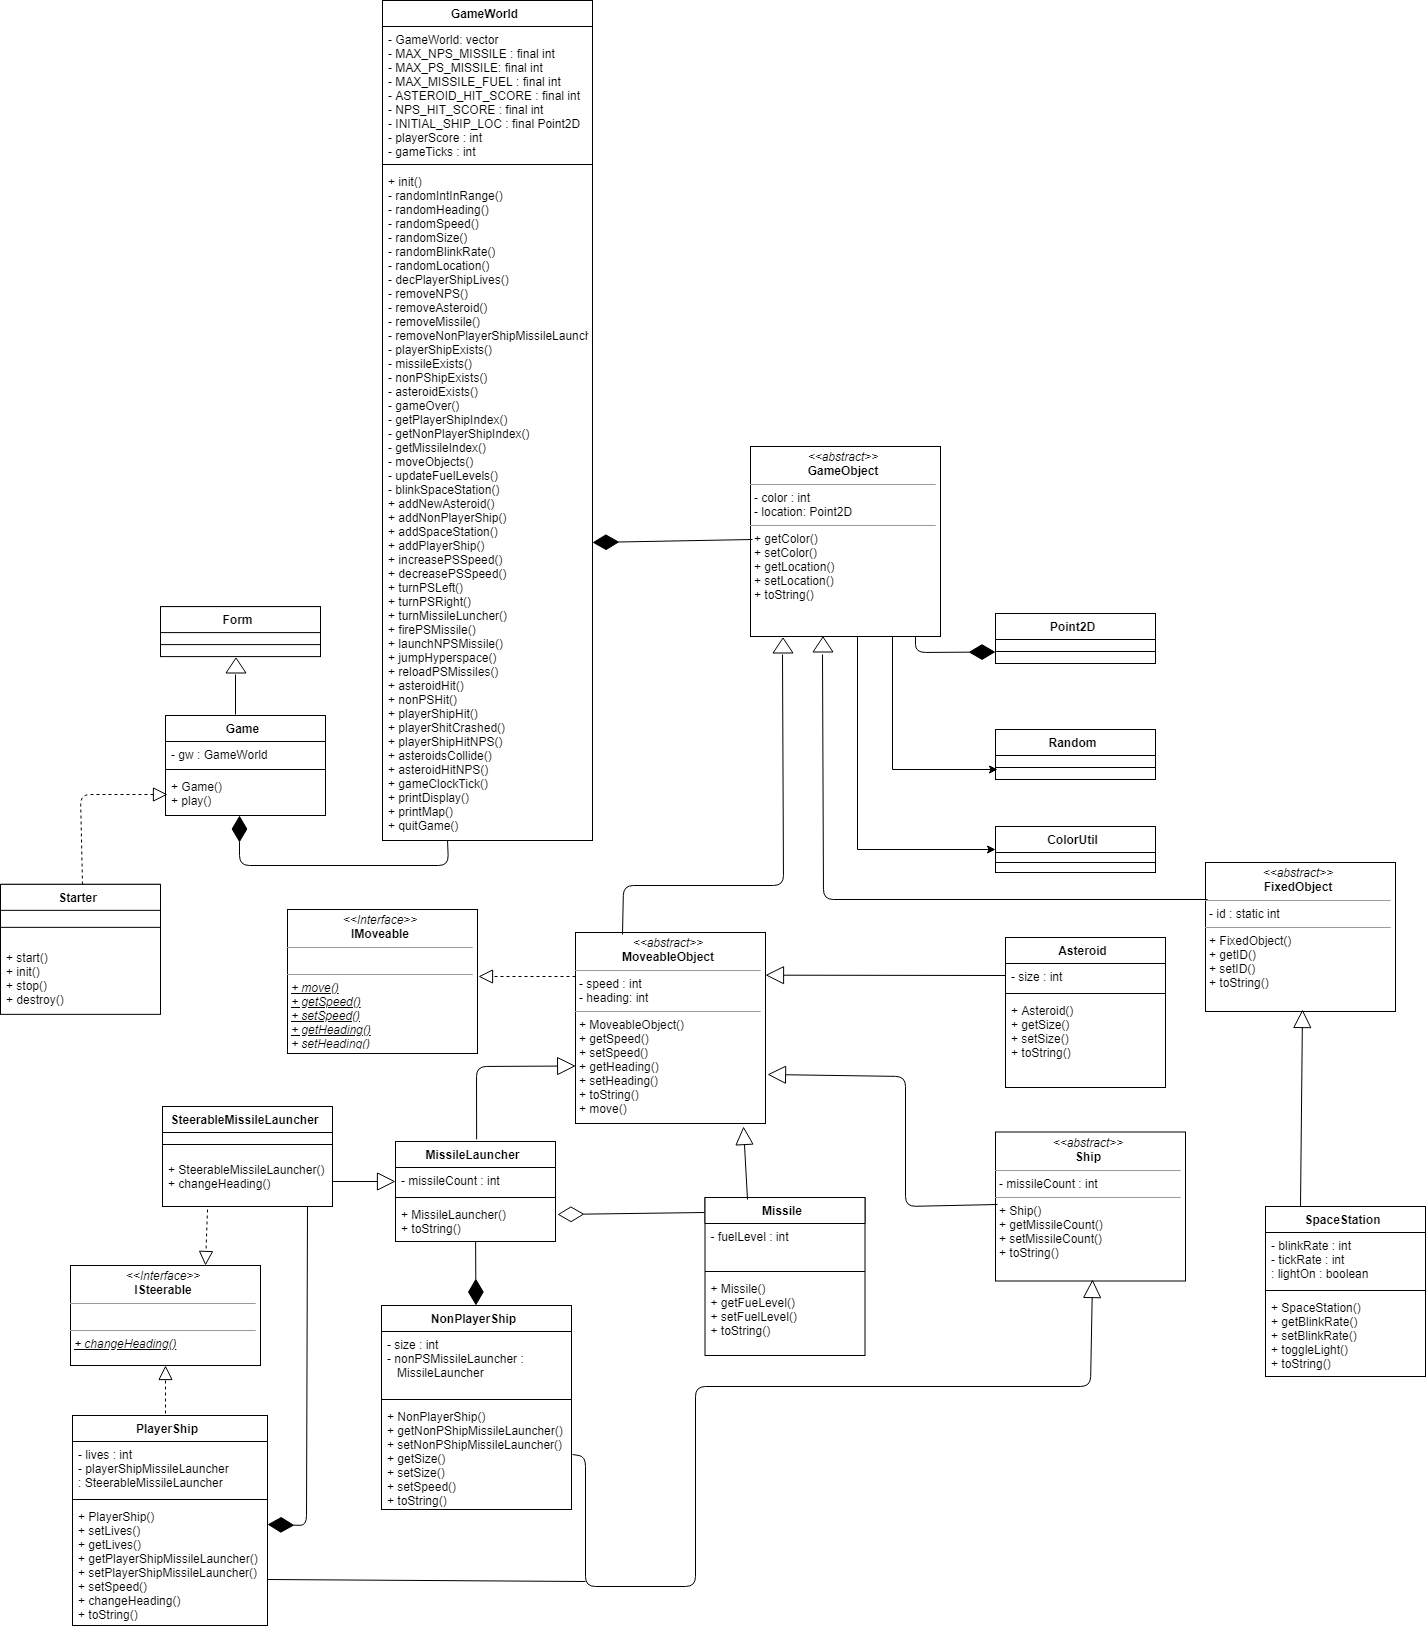 GameWorld
- GameWorld: vector
- MAX_NPS_MISSILE : final int
- MAX_PS_MISSILE: final int
- MAX_MISSILE_FUEL : final int
- ASTEROID_HIT_SCORE : final int
- NPS_HIT_SCORE : final int
- INITIAL_SHIP_LOC : final Point2D
- playerScore : int
- gameTicks : int
+ init()
- randomIntInRange()
- randomHeading()
- randomSpeed()
- randomSize()
- randomBlinkRate()
- randomLocation()
- decPlayerShipLives()
- removeNPS()
- removeAsteroid()
- removeMissile()
- removeNonPlayerShipMissileLaunch
- playerShipExists()
- missileExists()
- nonPShipExists()
- asteroidExists()
- gameOver()
- getPlayerShipIndex()
- getNonPlayerShipIndex()
- getMissileIndex()
- moveObjects()
- updateFuelLevels()
- blinkSpaceStation()
+ addNewAsteroid()
+ addNonPlayerShip()
+ addSpaceStation()
+ addPlayerShip()
+ increasePSSpeed()
+ decreasePSSpeed()
+ turnPSLeft()
+ turnPSRight()
+ turnMissileLuncher()
+ firePSMissile()
+ launchNPSMissile()
+ jumpHyperspace()
+ reloadPSMissiles()
+ asteroidHit()
+ nonPSHit()
+ playerShipHit()
+ playerShitCrashed()
+ playerShipHitNPS()
+ asteroidsCollide()
+ asteroidHitNPS()
+ gameClockTick()
+ printDisplay()
+ printMap()
+ quitGame()
<<abstract>>
GameObject
- color : int
- location: Point2D
+ getColor()
+ setColor()
+ getLocation()
+ setLocation()
+ toString()
Form
Point2D
Game
- gw : GameWorld
+ Game()
+ play()
Random
ColorUtil
Starter
+ start()
+ init()
+ stop()
+ destroy()
<<abstract>>
FixedObject
- id : static int
+ FixedObject()
+ getID()
+ setID()
+ toString()
<<Interface>>
IMoveable
+ move()
+ getSpeed()
+ setSpeed()
+ getHeading()
+ setHeading()
<<abstract>>
MoveableObject
- speed : int
- heading: int
+ MoveableObject()
+ getSpeed()
+ setSpeed()
+ getHeading()
+ setHeading()
+ toString()
+ move()
Asteroid
- size : int
+ Asteroid()
+ getSize()
+ setSize()
+ toString()
SteerableMissileLauncher
+ SteerableMissileLauncher()
+ changeHeading()
MissileLauncher
- missileCount : int
+ MissileLauncher()
+ toString()
<<abstract>>
Ship
- missileCount : int
+ Ship()
+ getMissileCount()
+ setMissileCount()
+ toString()
Missile
- fuelLevel : int
+ Missile()
+ getFueLevel()
+ setFuelLevel()
+ toString()
SpaceStation
- blinkRate : int
- tickRate : int
: lightOn : boolean
+ SpaceStation()
+ getBlinkRate()
+ setBlinkRate()
+ toggleLight()
+ toString()
<<Interface>>
ISteerable
+ changeHeading()
NonPlayerShip
- size : int
- nonPSMissileLauncher :
MissileLauncher
+ NonPlayerShip()
+ getNonPShipMissileLauncher()
+ setNonPShipMissileLauncher()
+ getSize()
+ setSize()
+ setSpeed()
+ toString()
PlayerShip
- lives : int
- playerShipMissileLauncher
: SteerableMissileLauncher
+ PlayerShip()
+ setLives()
+ getLives()
+ getPlayerShipMissileLauncher()
+ setPlayerShipMissileLauncher()
+ setSpeed()
+ changeHeading()
+ toString()